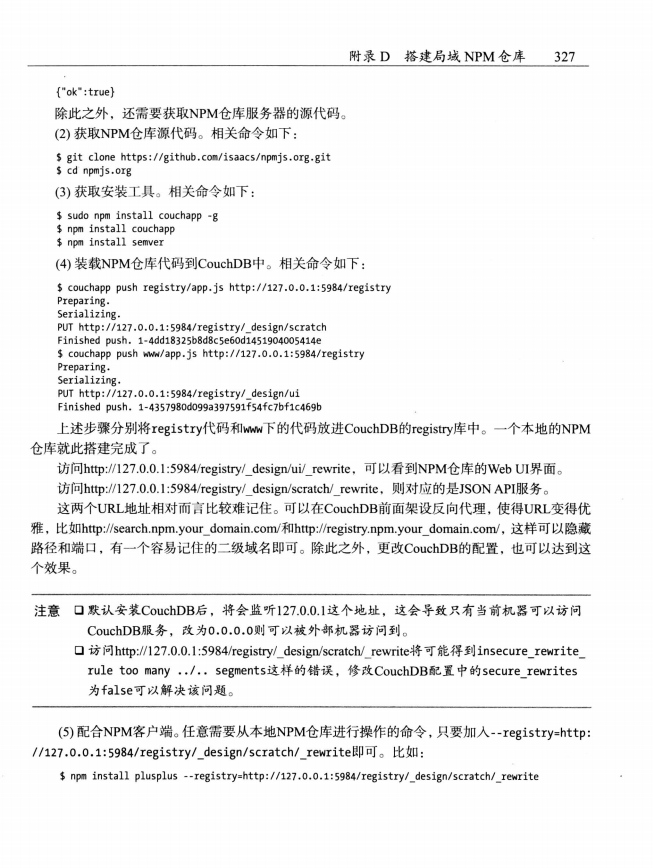 附录 D 搭建局域 NPM 仓库 327
{"ok":true}
除此之外，还需要获取NPM仓库服务器的源代码。
(2) 获取NPM仓库源代码。相关命令如下：
$ git clone https://github.com/isaacs/npmjs.org.git
$ cd npmjs.org
(3) 获取安装工具。相关命令如下：
$ sudo npm install couchapp -g
$ npm install couchapp
$ npm install semver
(4) 装载NPM仓库代码到CouchDB中。相关命令如下：
$ couchapp push registry/app.js http://127.0.0.1:5984/registry
Preparing.
Serializing.
PUT http://127.0.0.1:5984/registry/_design/scratch
Finished push. 1-4dd18325b8d8c5e60d1451904005414e
$ couchapp push www/app.js http://127.0.0.1:5984/registry
Preparing.
Serializing.
PUT http://127.0.0.1:5984/registry/_design/ui
Finished push. 1-4357980d099a397591f54fc7bf1c469b
上述步骤分别将registry代码和www下的代码放进CouchDB的registry库中。一个本地的NPM
仓库就此搭建完成了。
访问http://127.0.0.1:5984/registry/_design/ui/_rewrite，可以看到NPM仓库的Web UI界面。
访问http://127.0.0.1:5984/registry/_design/scratch/_rewrite，则对应的是JSON API服务。
这两个URL地址相对而言比较难记住。可以在CouchDB前面架设反向代理，使得URL变得优
雅，比如http://search.npm.your_domain.com/和http://registry.npm.your_domain.com/，这样可以隐藏
路径和端口，有一个容易记住的二级域名即可。除此之外，更改CouchDB的配置，也可以达到这
个效果。
注意 ❑ 默认安装CouchDB后，将会监听127.0.0.1这个地址，这会导致只有当前机器可以访问
CouchDB服务，改为0.0.0.0则可以被外部机器访问到。
❑ 访问http://127.0.0.1:5984/registry/_design/scratch/_rewrite将可能得到insecure_rewrite_
rule too many ../.. segments这样的错误，修改CouchDB配置中的secure_rewrites
为false可以解决该问题。
(5) 配合NPM客户端。任意需要从本地NPM仓库进行操作的命令，只要加入--registry=http:
//127.0.0.1:5984/registry/_design/scratch/_rewrite即可。比如：
$ npm install plusplus --registry=http://127.0.0.1:5984/registry/_design/scratch/_rewrite